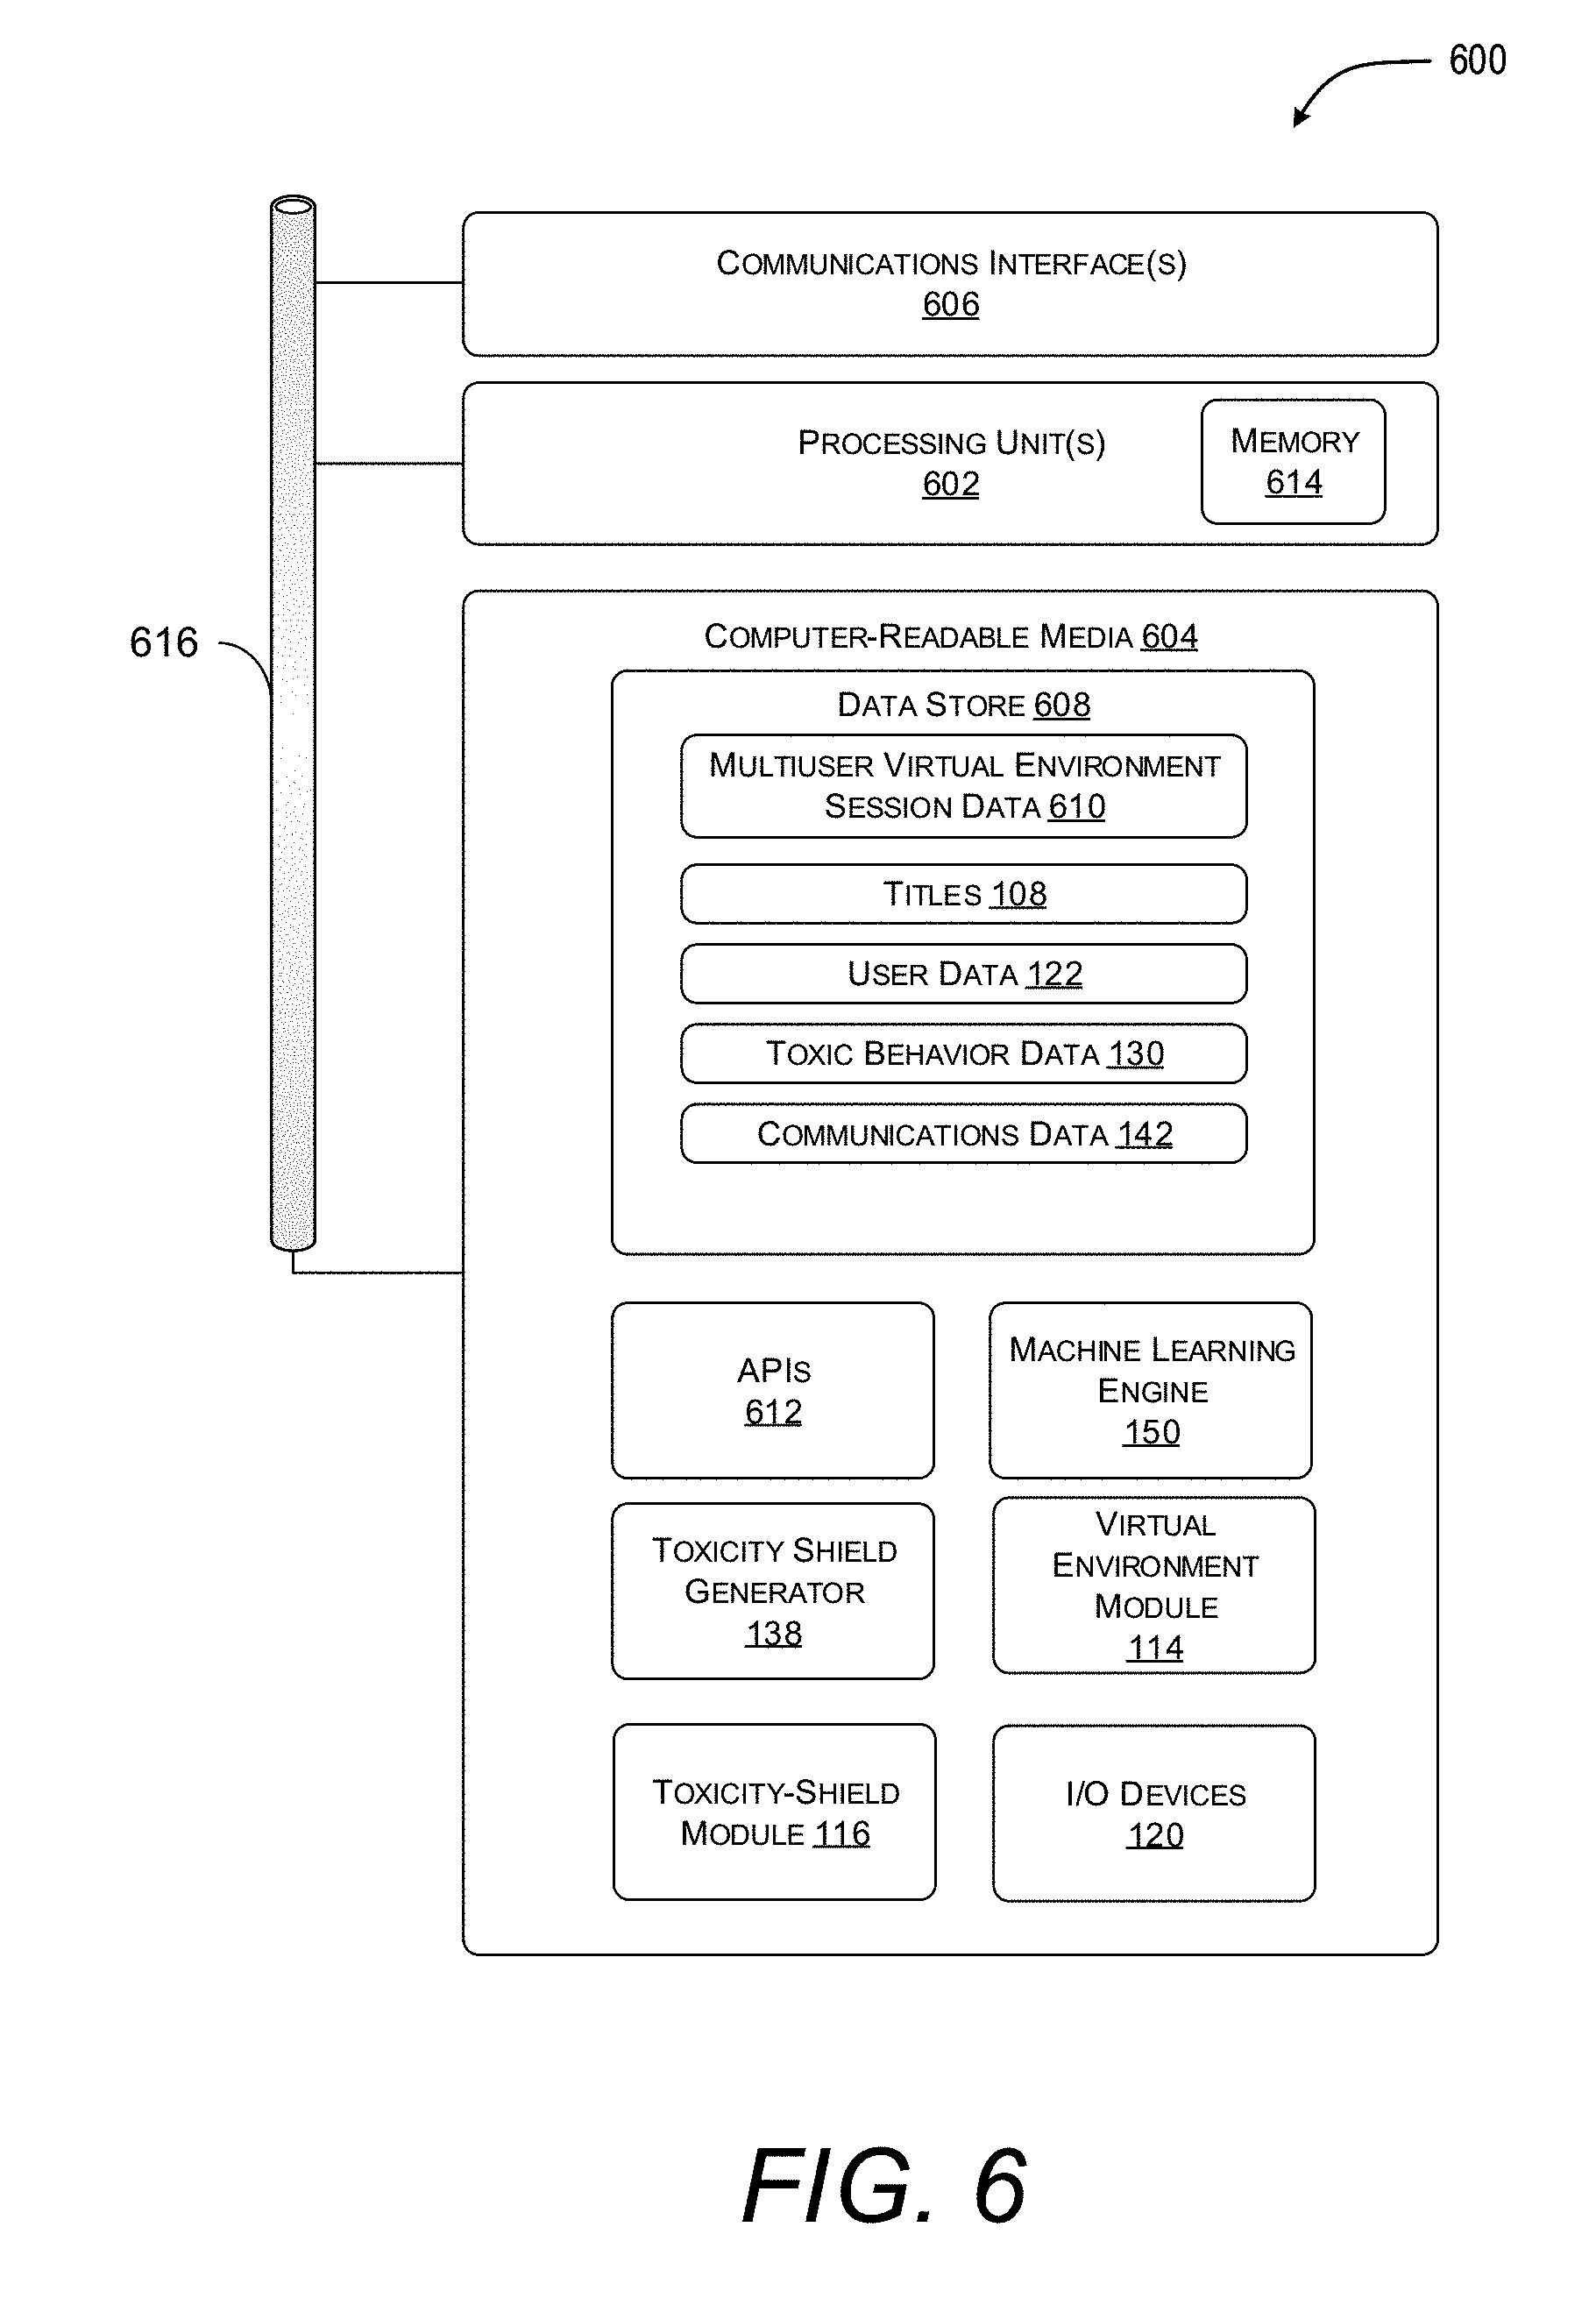 600
COMMUNICATIONS INTERFACE(S)
606
PROCESSING UNIT(S)
602
MEMORY
614
616
COMPUTER-READABLE MEDIA 604
DATA STORE 608
MULTIUSER VIRTUAL ENVIRONMENT
SESSION DATA 610
TITLES 108
USER DATA 122
TOXIC BEHAVIOR DATA 130
COMMUNICATIONS DATA 142
APIS
612
MACHINE LEARNING
ENGINE
150
TOXICITY SHIELD
GENERATOR
138
VIRTUAL
ENVIRONMENT
MODULE
114
TOXICITY-SHIELD
MODULE 116
I/O DEVICES
120
FIG. 6